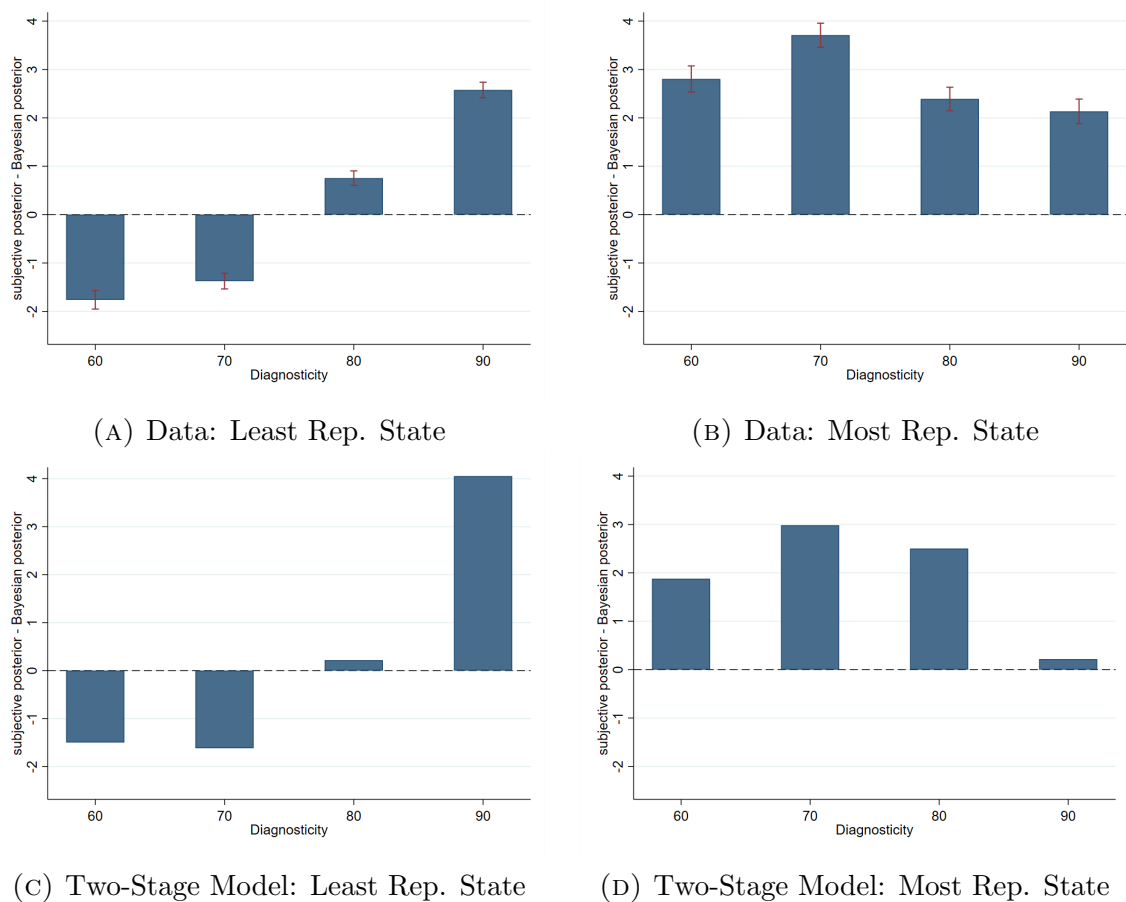 subjective posterior - Bayesian posterior
4
3
2
1
0
-1
-2
60 70 80 90
Diagnosticity
(A) Data: Least Rep. State
subjective posterior - Bayesian posterior
4
3
2
1
0
-1
-2
60 70 80 90
Diagnosticity
(B) Data: Most Rep. State
subjective posterior - Bayesian posterior
4
3
2
1
0
-1
-2
60 70 80 90
Diagnosticity
(C) Two-Stage Model: Least Rep. State
subjective posterior - Bayesian posterior
4
3
2
1
0
-1
-2
60 70 80 90
Diagnosticity
(D) Two-Stage Model: Most Rep. State